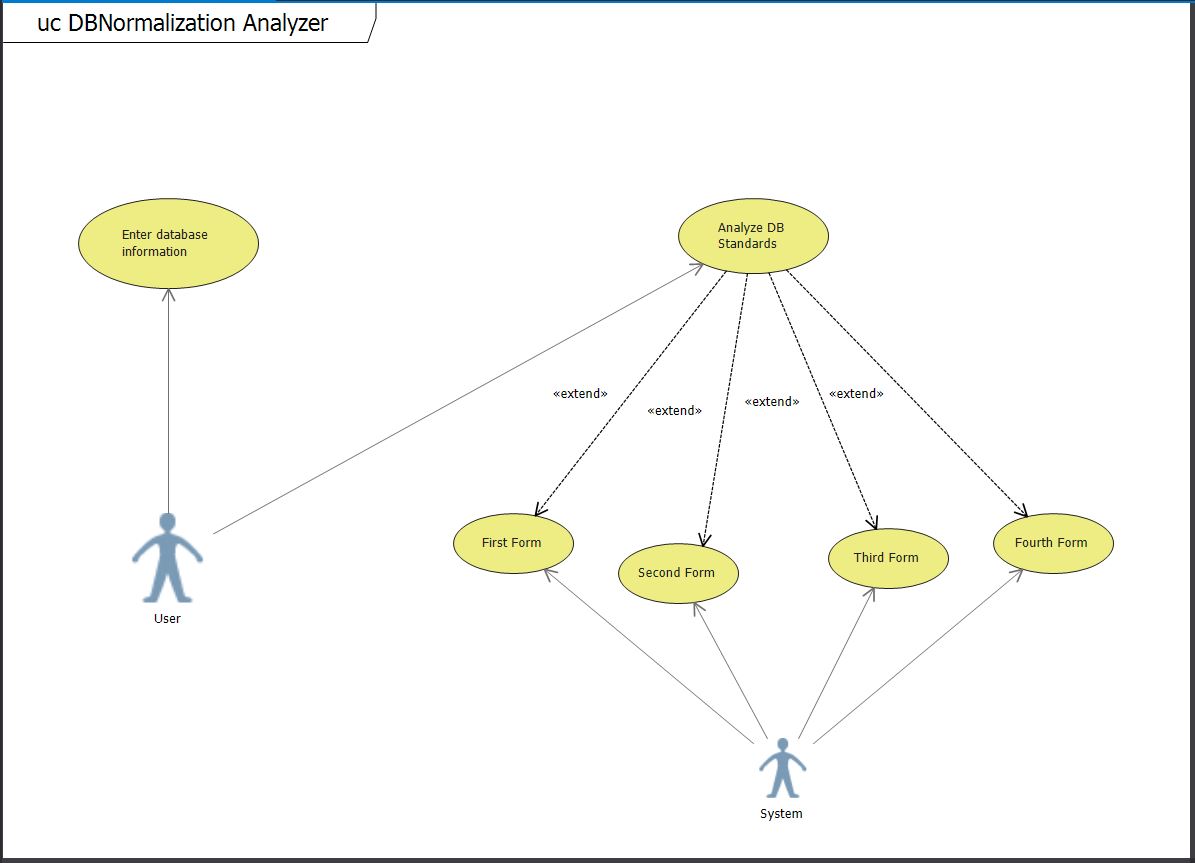 uc DBNormalization Analyzer
Enter database
information
Analyze DB
Standards
«extend»
«extend»
«extend»
«extend»
First Form
Second Form
Third Form
Fourth Form
User
System